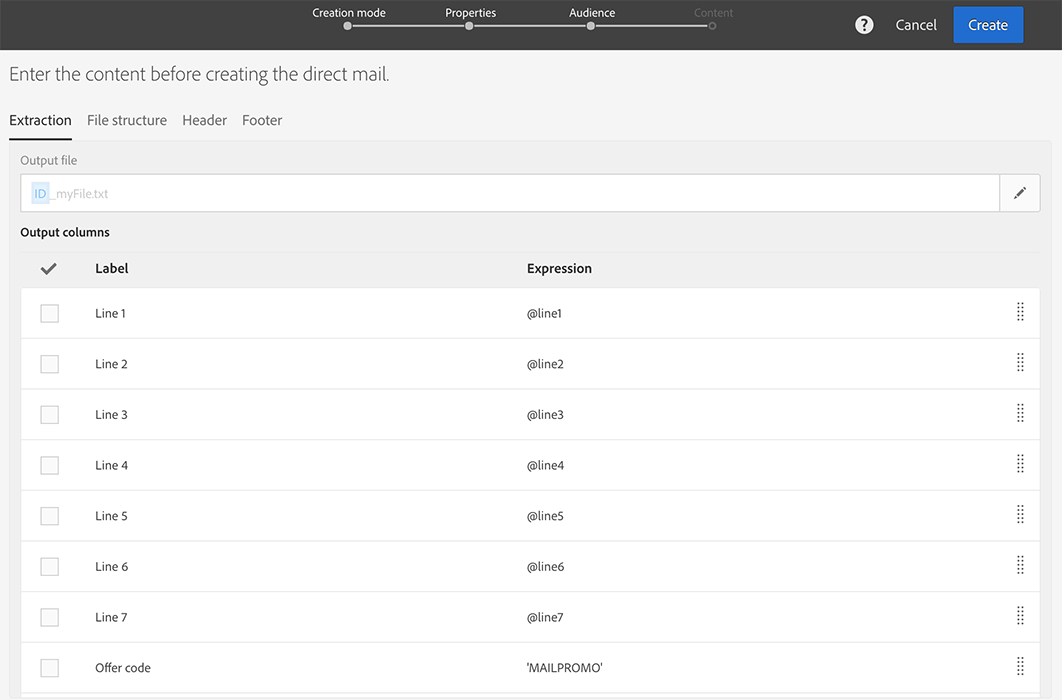 Creation mode Properties Audience Content
? Cancel Create
Enter the content before creating the direct mail.
Extraction File structure Header Footer
Output file
ID _myFile.txt
Output columns
Label Expression
Line 1 @line1
Line 2 @line2
Line 3 @line3
Line 4 @line4
Line 5 @line5
Line 6 @line6
Line 7 @line7
Offer code 'MAILPROMO'